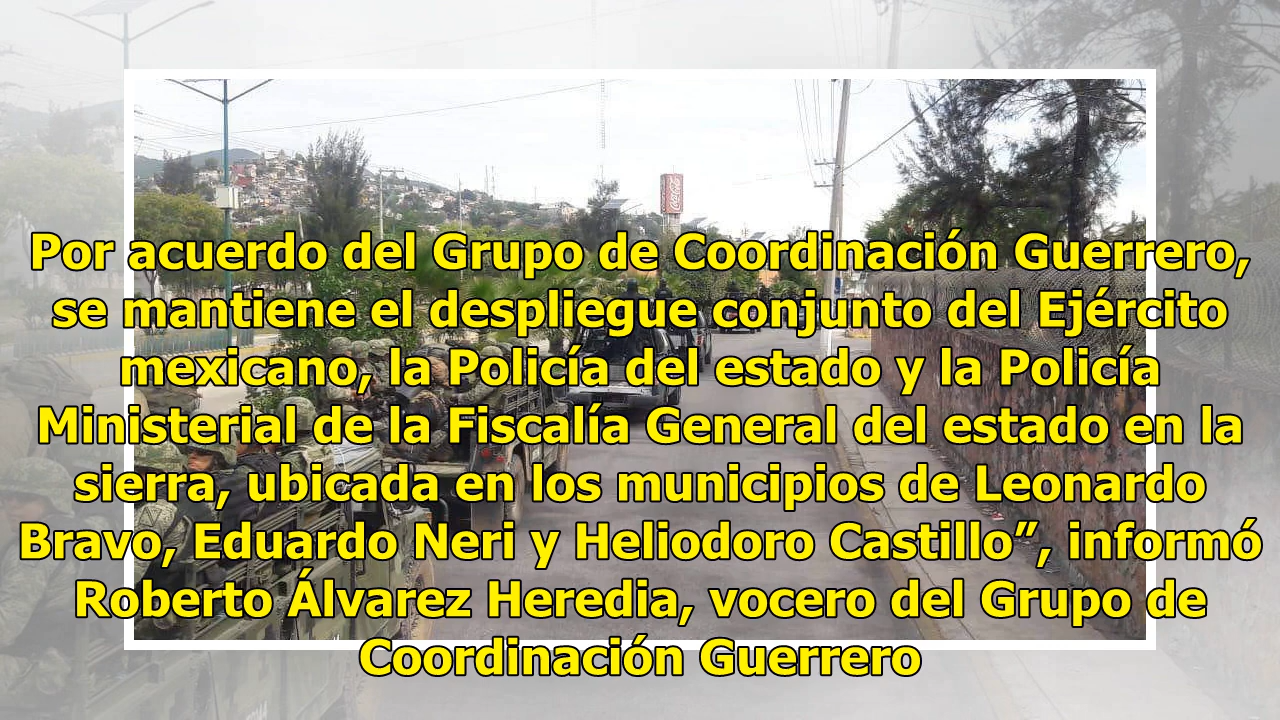 Coca-Cola
Por acuerdo del Grupo de Coordinación Guerrero,
se mantiene el despliegue conjunto del Ejército
mexicano, la Policía del estado y la Policía
Ministerial de la Fiscalía General del estado en la
sierra, ubicada en los municipios de Leonardo
Bravo, Eduardo Neri y Heliodoro Castillo”, informó
Roberto Álvarez Heredia, vocero del Grupo de
Coordinación Guerrero